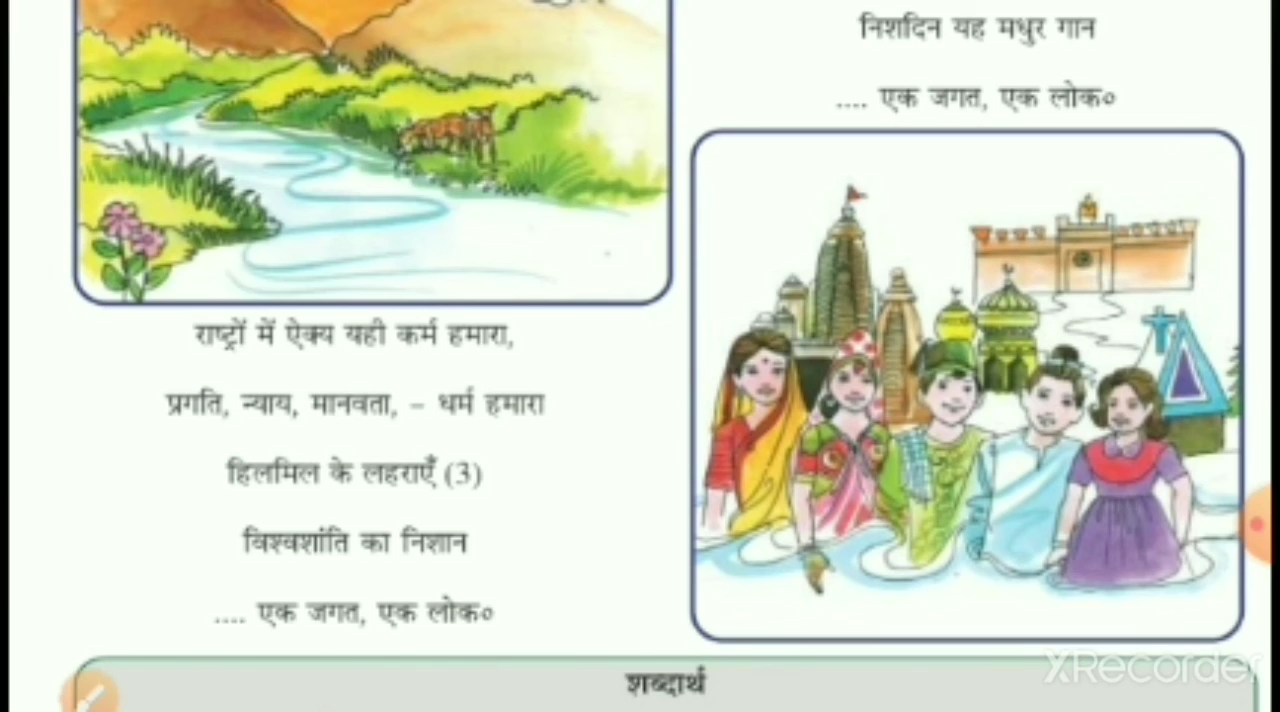 राष्ट्रों में ऐक्य यही कर्म हमारा,
प्रगति, न्याय, मानवता, – धर्म हमारा
हिलमिल के लहराएँ (3)
विश्वशांति का निशान
.... एक जगत, एक लोक०
निशदिन यह मधुर गान
.... एक जगत, एक लोक०
शब्दार्थ
XRecorder